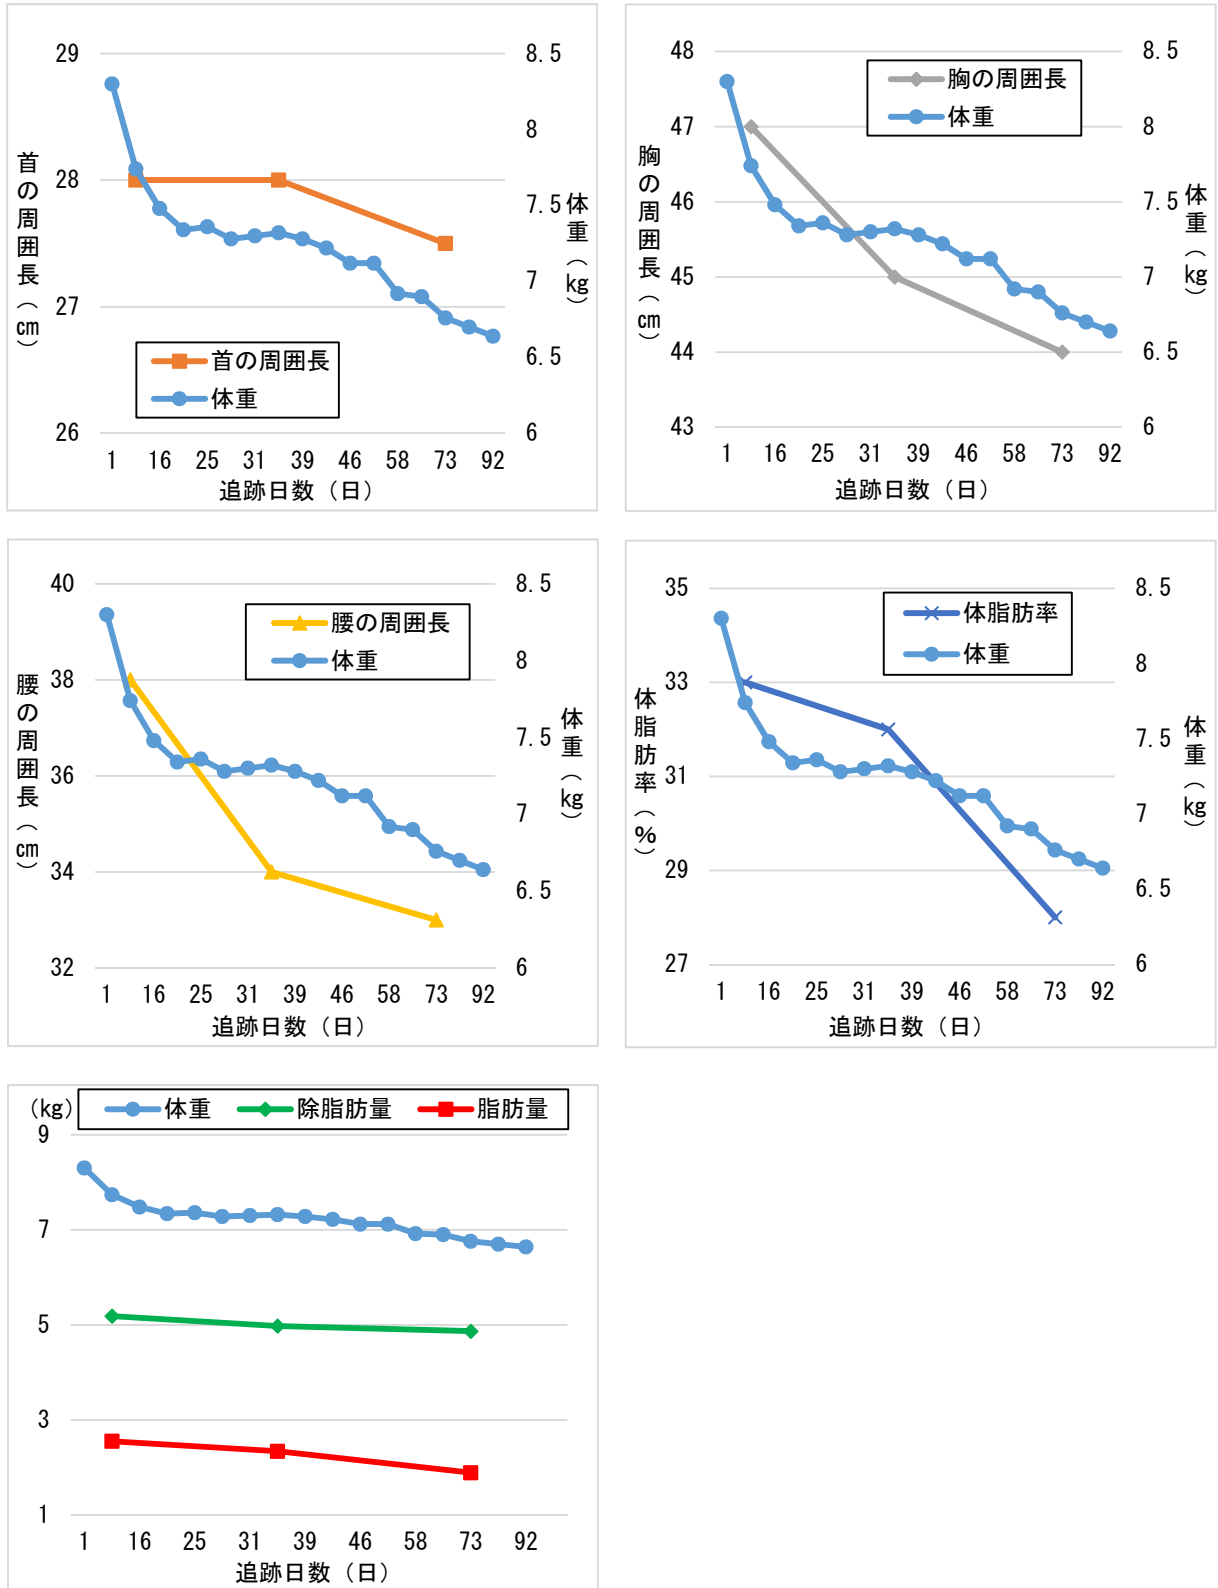 29
28
27
26
8.5
8
7.5
7
6.5
6
首の周囲長（㎝）
体重（㎏）
首の周囲長
体重
1 16 25 31 39 46 58 73 92
追跡日数（日）
48
47
46
45
44
43
8.5
8
7.5
7
6.5
6
胸の周囲長（㎝）
体重（㎏）
胸の周囲長
体重
1 16 25 31 39 46 58 73 92
追跡日数（日）
40
38
36
34
32
8.5
8
7.5
7
6.5
6
腰の周囲長（㎝）
体重（㎏）
腰の周囲長
体重
1 16 25 31 39 46 58 73 92
追跡日数（日）
35
33
31
29
27
8.5
8
7.5
7
6.5
6
体脂肪率（％）
体重（㎏）
体脂肪率
体重
1 16 25 31 39 46 58 73 92
追跡日数（日）
(kg)
体重 除脂肪量 脂肪量
9
7
5
3
1
1 16 25 31 39 46 58 73 92
追跡日数（日）